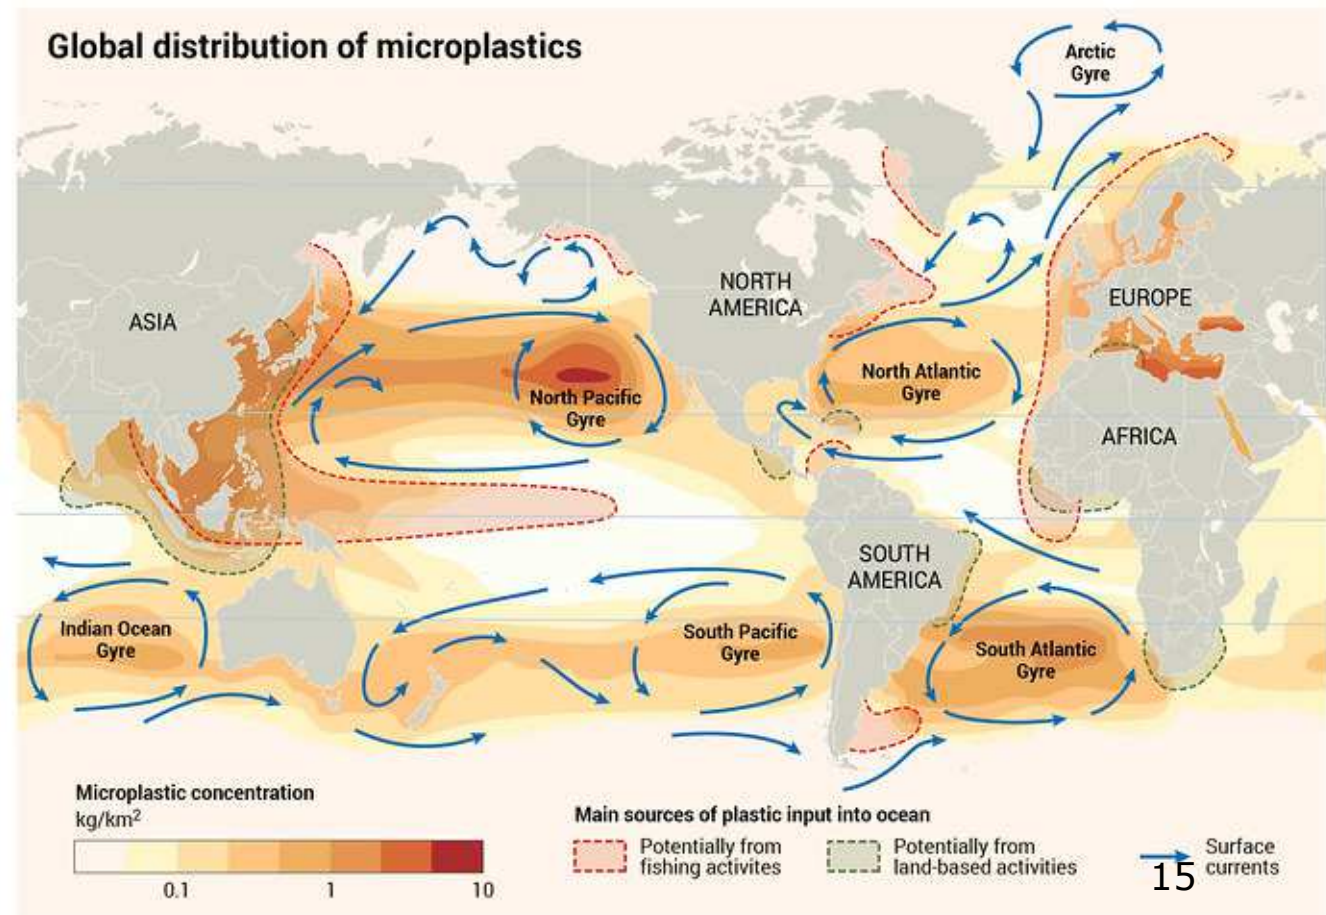 Global distribution of microplastics
Arctic
Gyre
NORTH
AMERICA
EUROPE
ASIA
North Pacific
Gyre
North Atlantic
Gyre
AFRICA
SOUTH
AMERICA
Indian Ocean
Gyre
South Pacific
Gyre
South Atlantic
Gyre
Microplastic concentration
kg/km²
0.1 1 10
Main sources of plastic input into ocean
Potentially from
fishing activites
Potentially from
land-based activities
Surface
currents
15